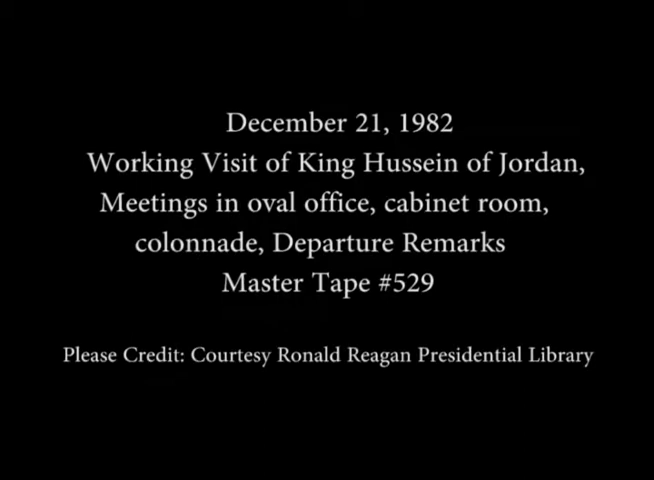 December 21, 1982
Working Visit of King Hussein of Jordan,
Meetings in oval office, cabinet room,
colonnade, Departure Remarks
Master Tape #529
Please Credit: Courtesy Ronald Reagan Presidential Library